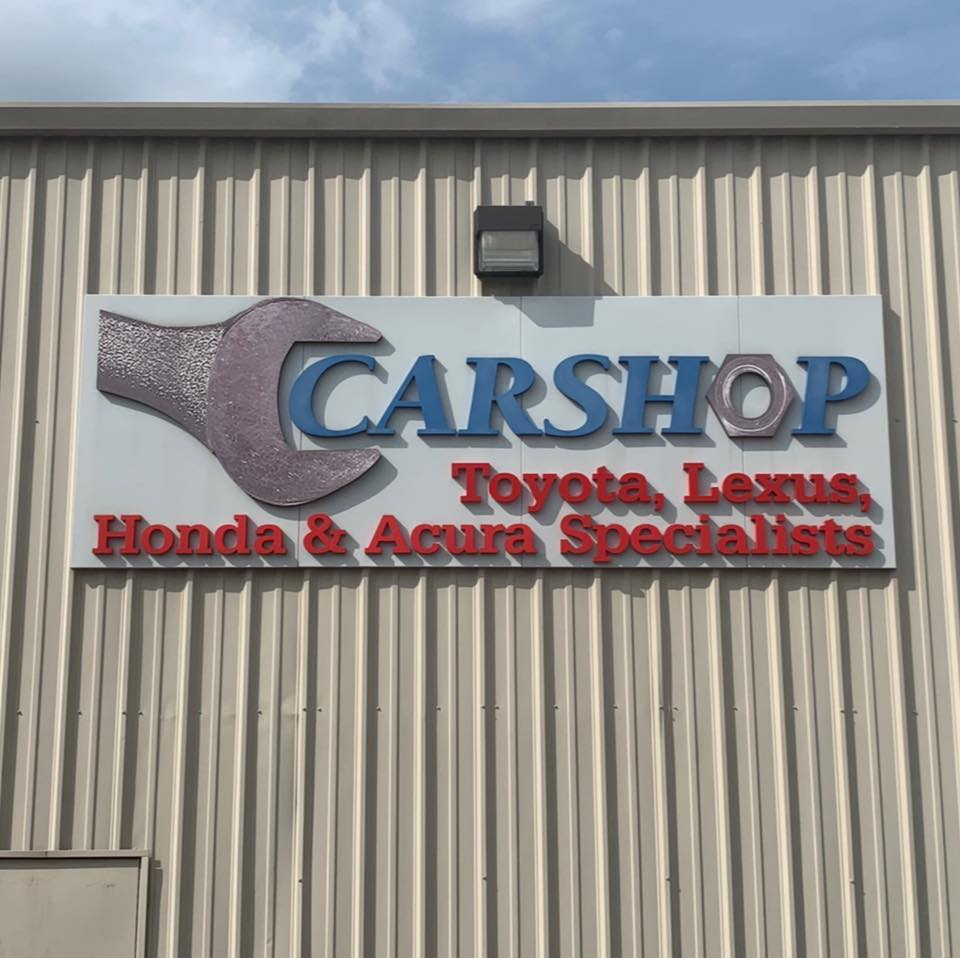 CARSHOP
Toyota, Lexus,
Honda & Acura Specialists